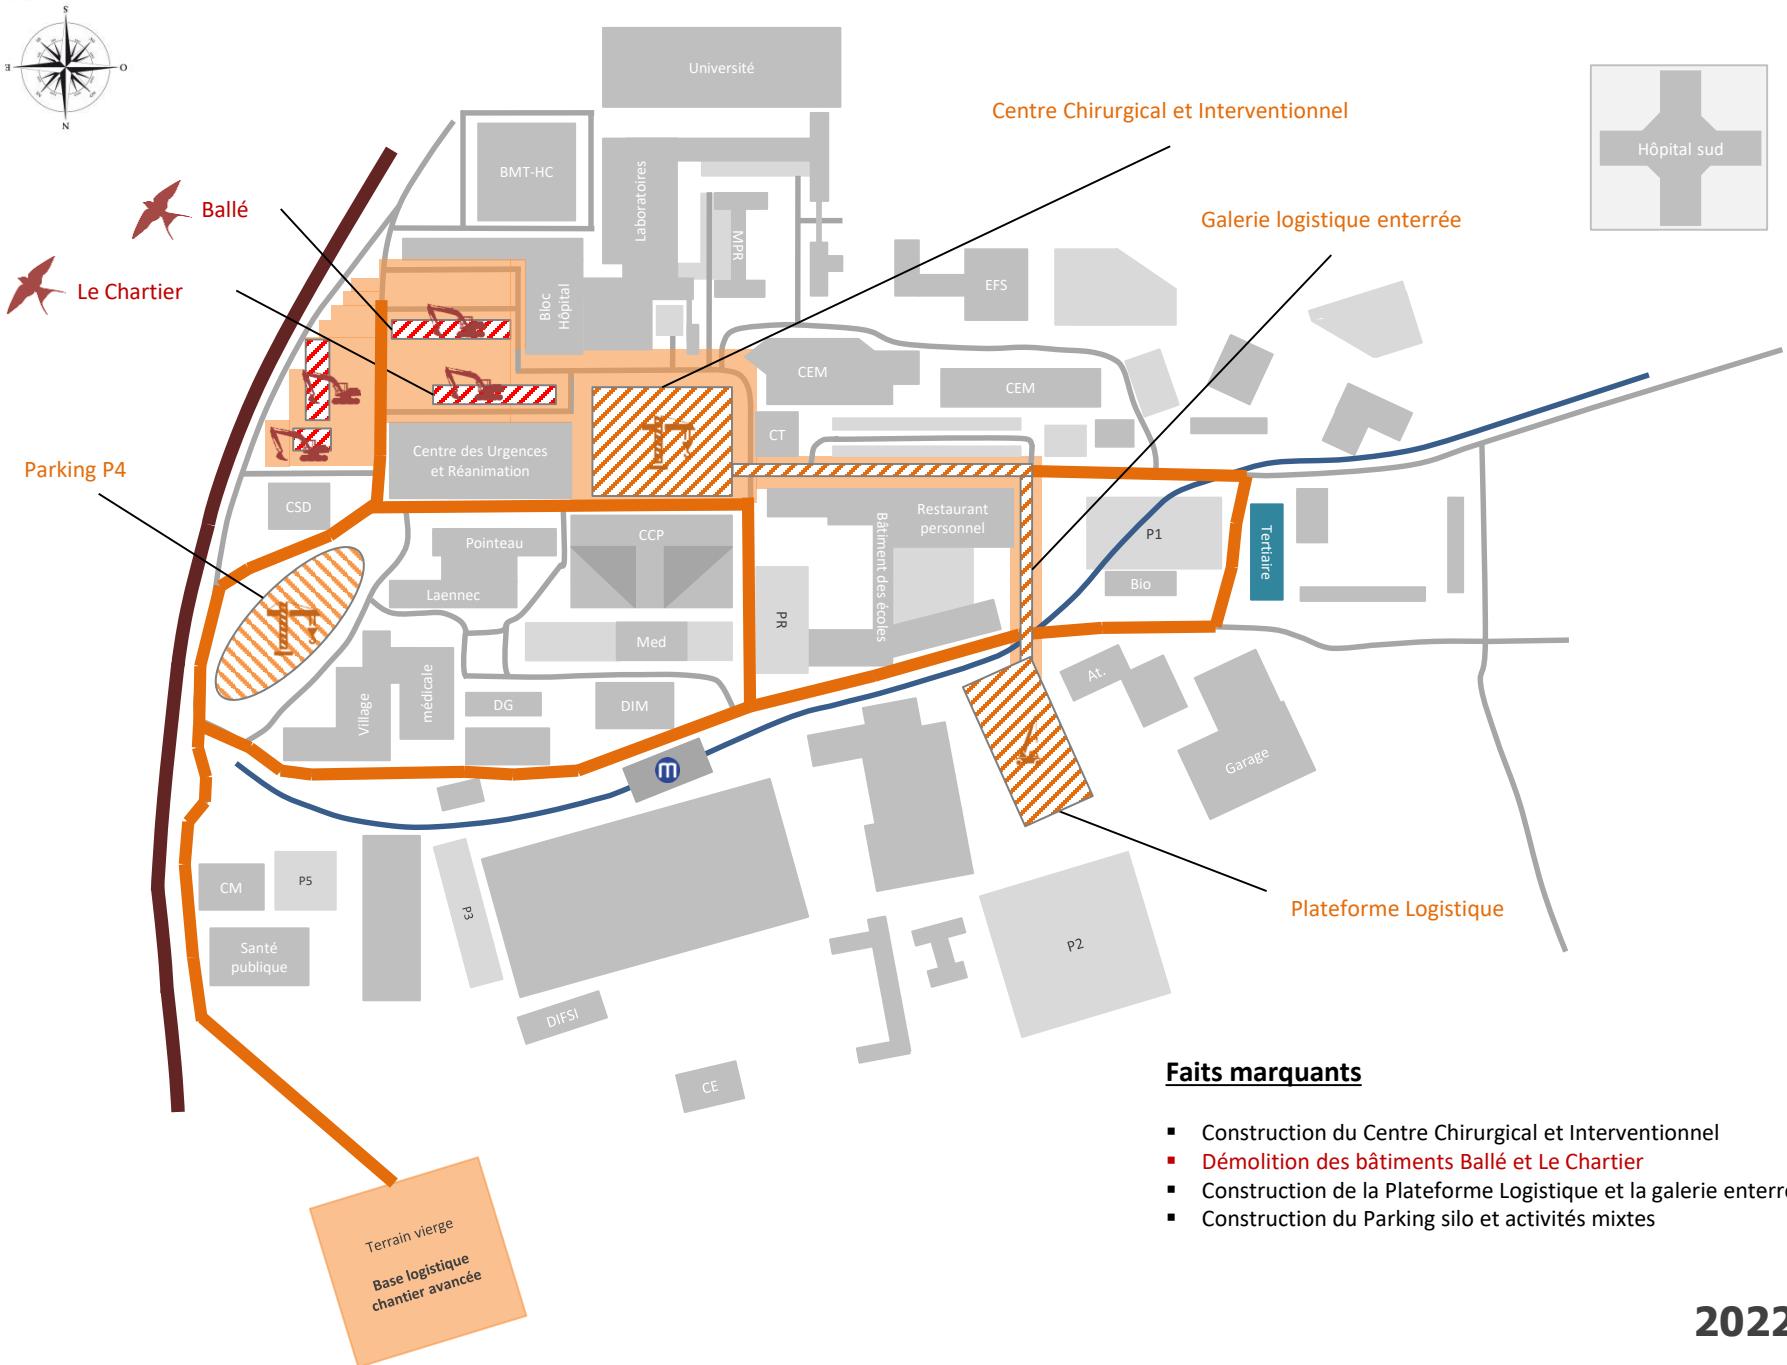 S
E
O
N
Université
Centre Chirurgical et Interventionnel
Hôpital sud
BMT-HC
Laboratoires
Ballé
Galerie logistique enterrée
MPR
Le Chartier
EFS
Bloc
Hôpital
CEM
CEM
CT
Centre des Urgences
et Réanimation
Parking P4
CSD
Restaurant
personnel
Bâtiment des écoles
CCP
P1
Tertiaire
Pointeau
Bio
Laennec
PR
Med
At.
Village
médicale
DG
DIM
Garage
m
CM
P5
P3
Plateforme Logistique
P2
Santé
publique
DIFSI
CE
Faits marquants
▪ Construction du Centre Chirurgical et Interventionnel
▪ Démolition des bâtiments Ballé et Le Chartier
▪ Construction de la Plateforme Logistique et la galerie enterré
▪ Construction du Parking silo et activités mixtes
Terrain vierge
Base logistique
chantier avancée
2022